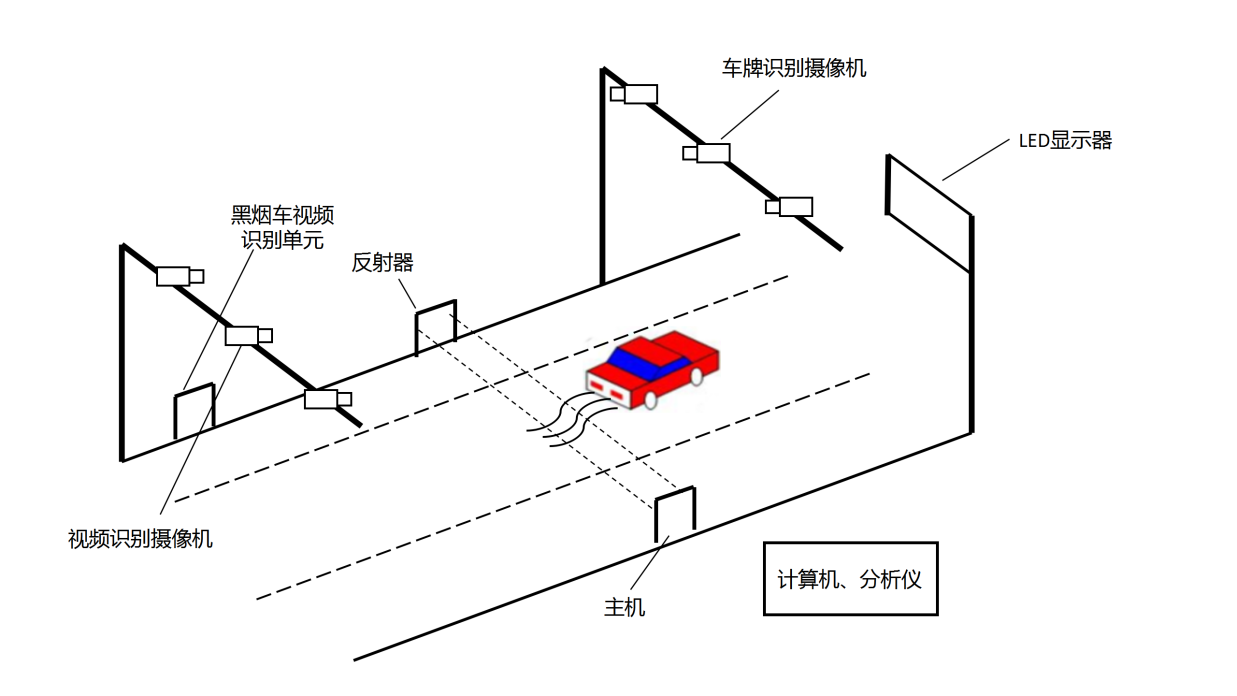 车牌识别摄像机
LED显示器
黑烟车视频
识别单元
反射器
视频识别摄像机
主机
计算机、分析仪